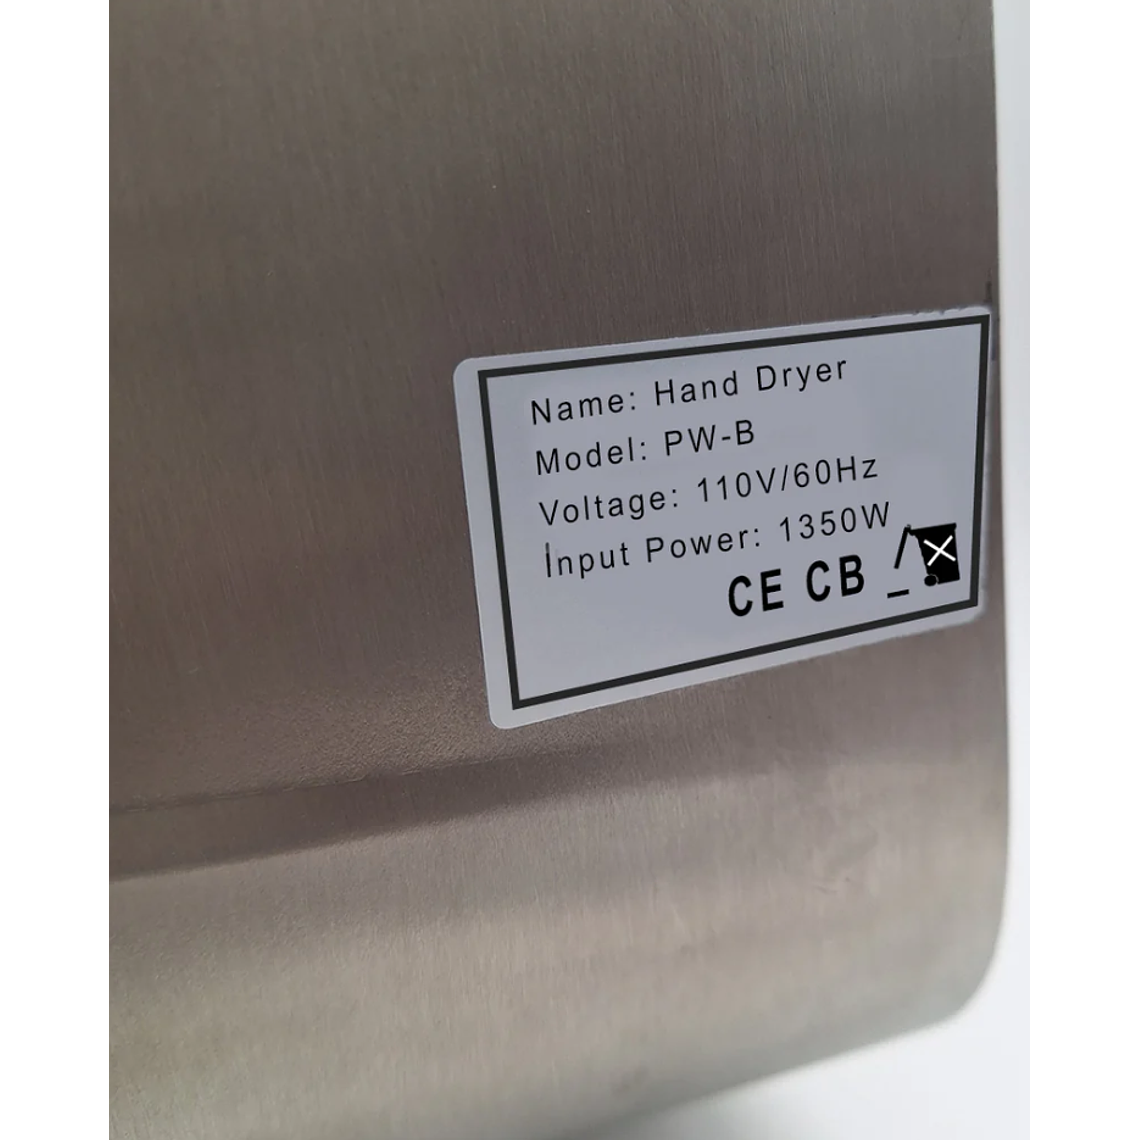 Name: Hand Dryer
Model: PW-B
Voltage: 110V/60Hz
Input Power: 1350W
CE CB